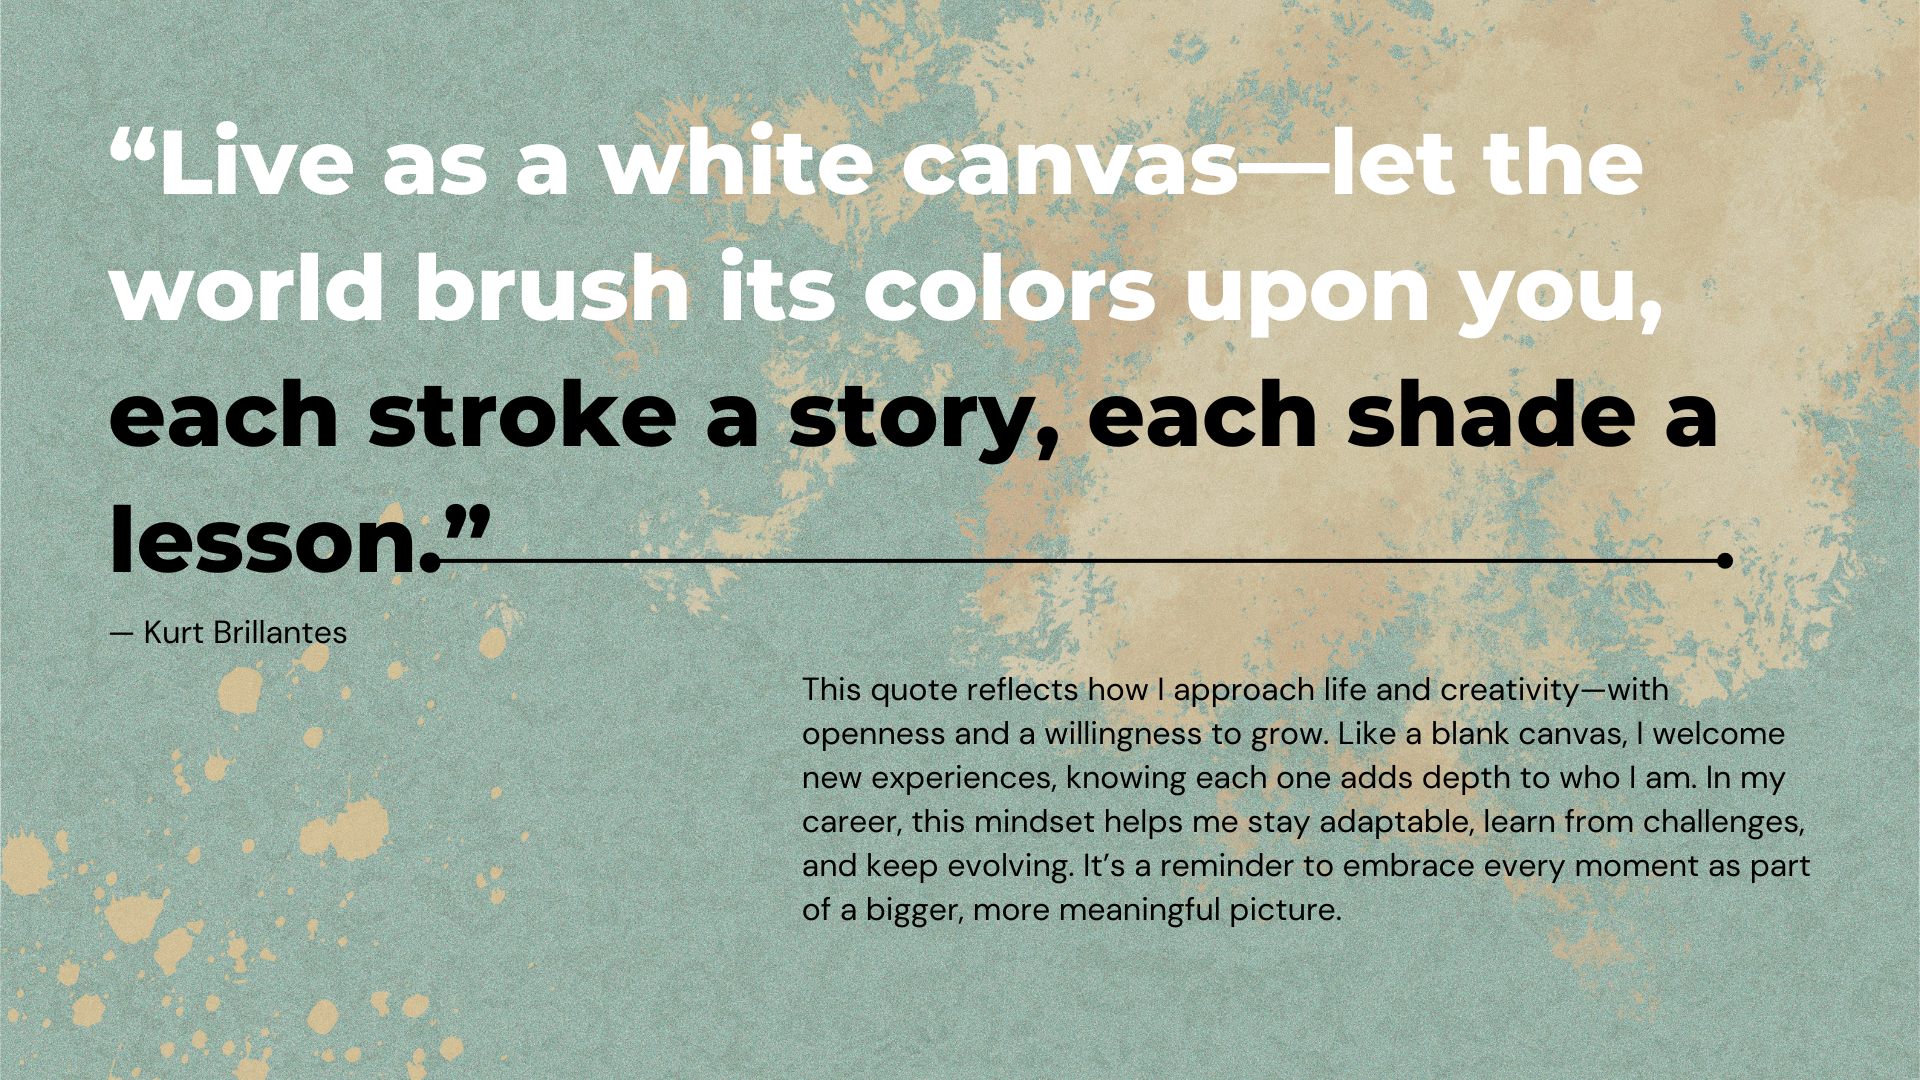 “Live as a white canvas—let the
world brush its colors upon you,
each stroke a story, each shade a
lesson.”
— Kurt Brillantes
This quote reflects how I approach life and creativity—with
openness and a willingness to grow. Like a blank canvas, I welcome
new experiences, knowing each one adds depth to who I am. In my
career, this mindset helps me stay adaptable, learn from challenges,
and keep evolving. It’s a reminder to embrace every moment as part
of a bigger, more meaningful picture.